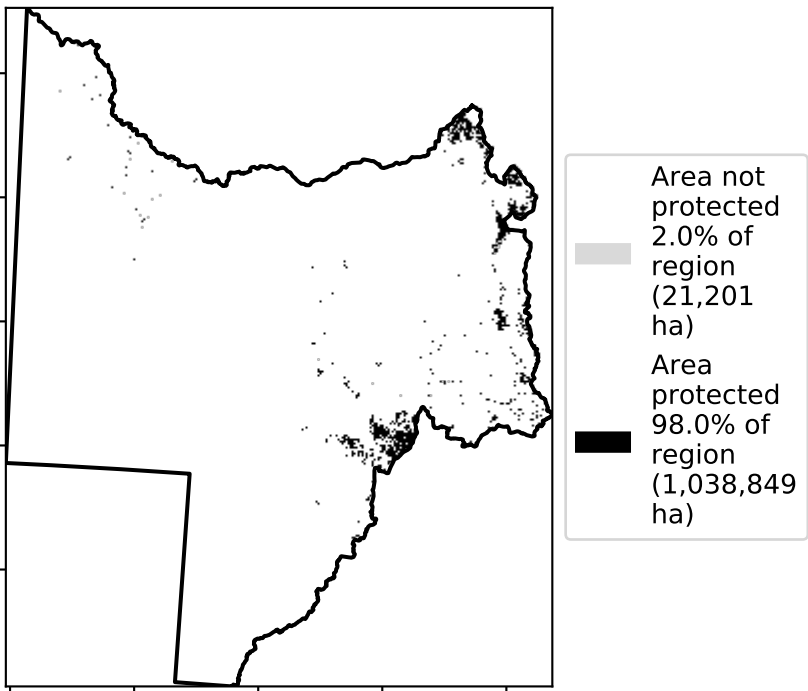 Area not
protected
2.0% of
region
(21,201
ha)
Area
protected
98.0% of
region
(1,038,849
ha)